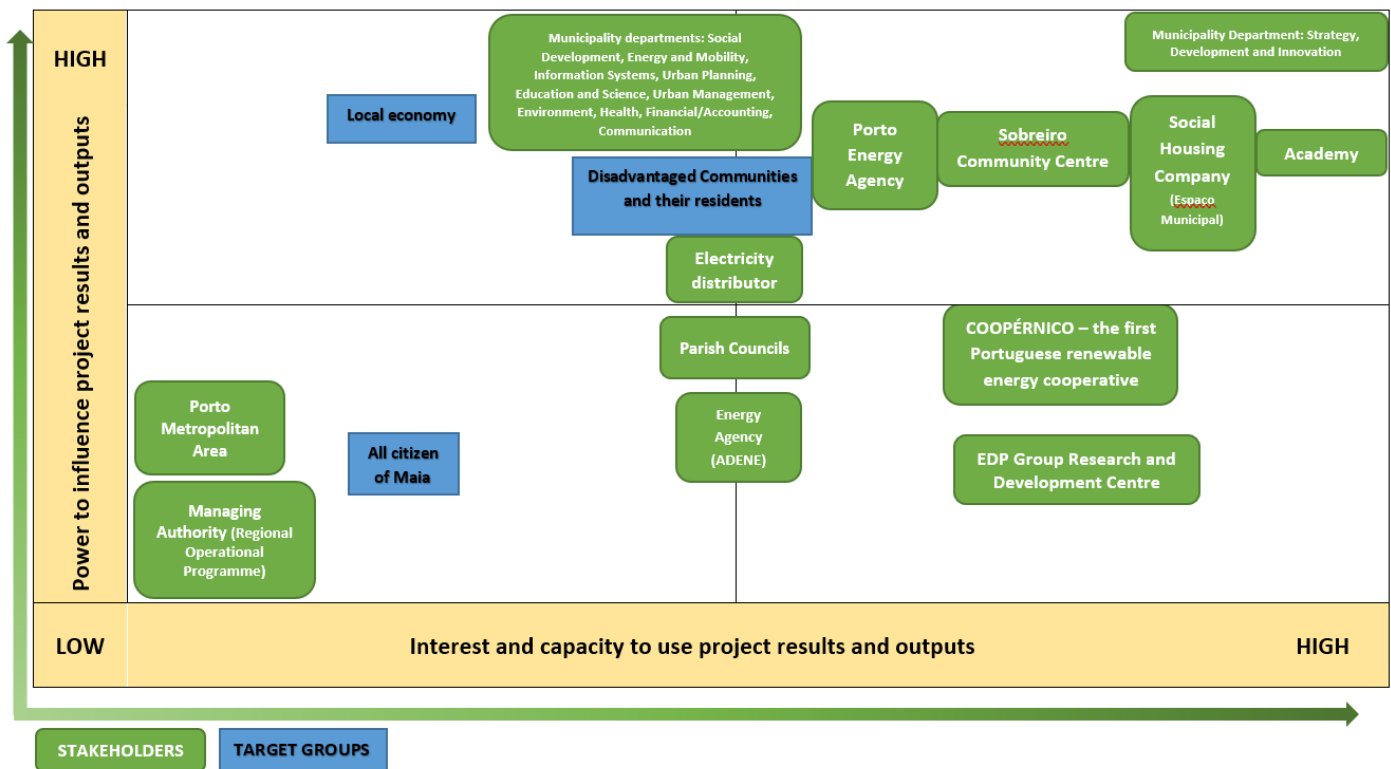 HIGH
Power to influence project results and outputs
LOW
Interest and capacity to use project results and outputs
HIGH
Local economy
Municipality departments: Social
Development, Energy and Mobility,
Information Systems, Urban Planning,
Education and Science, Urban Management,
Environment, Health, Financial/Accounting,
Communication
Disadvantaged Communities
and their residents
Electricity
distributor
Porto
Energy
Agency
Sobreiro
Community Centre
Municipality Department: Strategy,
Development and Innovation
Social
Housing
Company
(Espaco
Municipal)
Academy
Porto
Metropolitan
Area
Managing
Authority (Regional
Operational
Programme)
All citizen
of Maia
Parish Councils
Energy
Agency
(ADENE)
COOPÉRNICO – the first
Portuguese renewable
energy cooperative
EDP Group Research and
Development Centre
STAKEHOLDERS
TARGET GROUPS